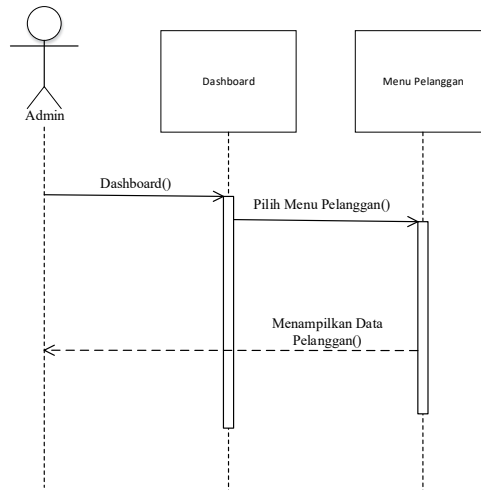 Dashboard
Menu Pelanggan
Admin
Dashboard()
Pilih Menu Pelanggan()
Menampilkan Data
Pelanggan()